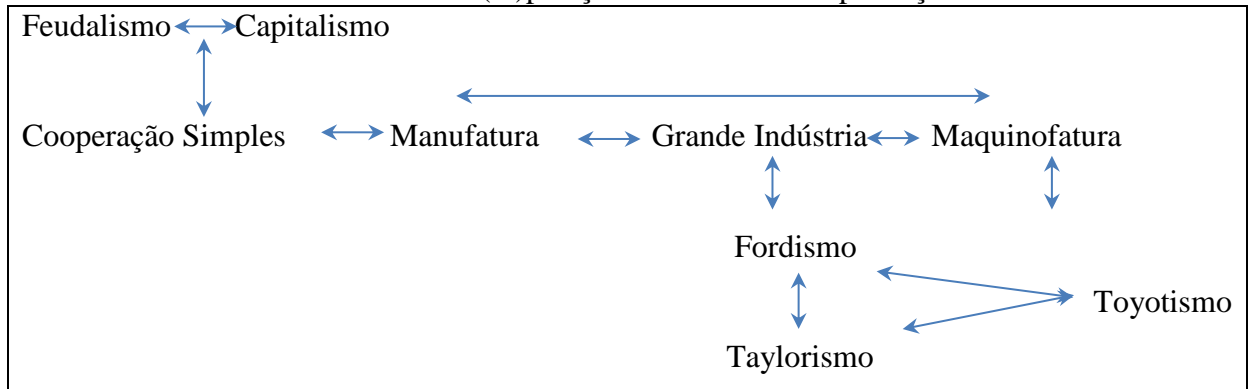 Feudalismo Capitalismo
Cooperação Simples Manufatura Grande Indústria Maquinofatura
Fordismo
Toyotismo
Taylorismo